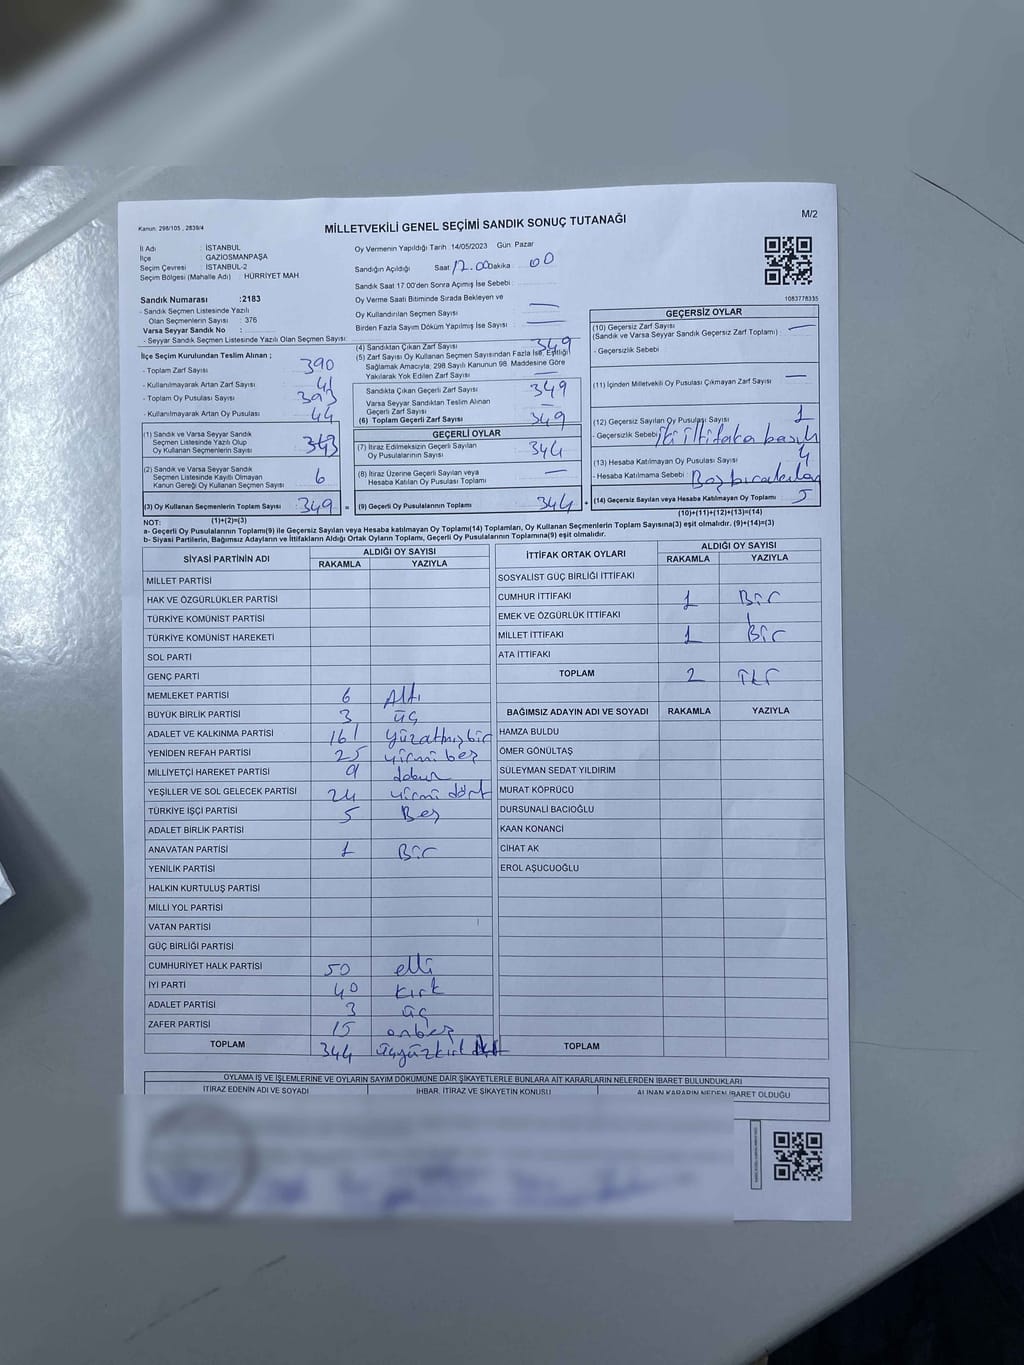 Kanun: 298/105 , 2839/4
MİLLETVEKİLİ GENEL SEÇİMİ SANDIK SONUÇ TUTANAĞI
M/2
İl Adı : İSTANBUL
İlçe : GAZİOSMANPAŞA
Seçim Çevresi : İSTANBUL-2
Seçim Bölgesi (Mahalle Adı) : HÜRRİYET MAH
Sandık Numarası :2183
- Sandık Seçmen Listesinde Yazılı
Olan Seçmenlerin Sayısı : 376
Varsa Seyyar Sandık No :
- Seyyar Sandık Seçmen Listesinde Yazılı Olan Seçmen Sayısı:
Oy Vermenin Yapıldığı Tarih: 14/05/2023 Gün: Pazar
Sandığın Açıldığı Saat 17.00 Dakika: 00
Sandık Saat 17.00'den Sonra Açımış İse Sebebi:
Oy Verme Saati Bitiminde Sırada Bekleyen ve
Oy Kullandırılan Seçmen Sayısı —
Birden Fazla Sayım Döküm Yapılmış İse Sayısı : —
1083778335
İlçe Seçim Kurulundan Teslim Alınan ;
- Toplam Zarf Sayısı 390
- Kullanılmayarak Artan Zarf Sayısı 41
- Toplam Oy Pusulası Sayısı 393
- Kullanılmayarak Artan Oy Pusulası 44
(1) Sandık ve Varsa Seyyar Sandık
Seçmen Listesinde Yazılı Olup
Oy Kullanan Seçmenlerin Sayısı 343
(2) Sandık ve Varsa Seyyar Sandık
Seçmen Listesinde Kayıtlı Olmayan
Kanun Gereği Oy Kullanan Seçmen Sayısı 6
(3) Oy Kullanan Seçmenlerin Toplam Sayısı 349 =
(1)+(2)=(3)
(4) Sandıktan Çıkan Zarf Sayısı 349
(5) Zarf Sayısı Oy Kullanan Seçmen Sayısından Fazla İse, Eşitliği
Sağlamak Amacıyla; 298 Sayılı Kanunun 98. Maddesine Göre
Yakılarak Yok Edilen Zarf Sayısı —
Sandıkta Çıkan Geçerli Zarf Sayısı 349
Varsa Seyyar Sandıktan Teslim Alınan
Geçerli Zarf Sayısı —
(6) Toplam Geçerli Zarf Sayısı 349
GEÇERLİ OYLAR
(7) İtiraz Edilmeksizin Geçerli Sayılan
Oy Pusulalarının Sayısı 344
(8) İtiraz Üzerine Geçerli Sayılan veya
Hesaba Katılan Oy Pusulası Toplamı —
(9) Geçerli Oy Pusulalarının Toplamı 344 +
GEÇERSİZ OYLAR
(10) Geçersiz Zarf Sayısı —
(Sandık ve Varsa Seyyar Sandık Geçersiz Zarf Toplamı) :
- Geçersizlik Sebebi
(11) İçinden Milletvekili Oy Pusulası Çıkmayan Zarf Sayısı —
(12) Geçersiz Sayılan Oy Pusulası Sayısı 1
- Geçersizlik Sebebi İki İttifaka basılı
(13) Hesaba Katılmayan Oy Pusulası Sayısı 4
- Hesaba Katılmama Sebebi : Boş bırakılan
(14) Geçersiz Sayılan veya Hesaba Katılmayan Oy Toplamı 5
(10)+(11)+(12)+(13)=(14)
NOT:
a- Geçerli Oy Pusulalarının Toplamı(9) ile Geçersiz Sayılan veya Hesaba katılmayan Oy Toplamı(14) Toplamları, Oy Kullanan Seçmenlerin Toplam Sayısına(3) eşit olmalıdır. (9)+(14)=(3)
b- Siyasi Partilerin, Bağımsız Adayların ve İttifakların Aldığı Ortak Oyların Toplamı, Geçerli Oy Pusulalarının Toplamına(9) eşit olmalıdır.
SİYASİ PARTİNİN ADI ALDIĞI OY SAYISI
RAKAMLA YAZIYLA
MİLLET PARTİSİ
HAK VE ÖZGÜRLÜKLER PARTİSİ
TÜRKİYE KOMÜNİST PARTİSİ
TÜRKİYE KOMÜNİST HAREKETİ
SOL PARTİ
GENÇ PARTİ
MEMLEKET PARTİSİ 6 Altı
BÜYÜK BİRLİK PARTİSİ 3 üç
ADALET VE KALKINMA PARTİSİ 161 yüzatmışbir
YENİDEN REFAH PARTİSİ 25 yirmi beş
MİLLİYETÇİ HAREKET PARTİSİ 9 dokuz
YEŞİLLER VE SOL GELECEK PARTİSİ 24 yirmi dört
TÜRKİYE İŞÇİ PARTİSİ 5 Beş
ADALET BİRLİK PARTİSİ
ANAVATAN PARTİSİ 1 Bir
YENİLİK PARTİSİ
HALKIN KURTULUŞ PARTİSİ
MİLLİ YOL PARTİSİ
VATAN PARTİSİ
GÜÇ BİRLİĞİ PARTİSİ
CUMHURİYET HALK PARTİSİ 50 elli
İYİ PARTİ 40 kırk
ADALET PARTİSİ 3 üç
ZAFER PARTİSİ 15 onbeş
TOPLAM 344 üçyüzkırk
İTTİFAK ORTAK OYLARI ALDIĞI OY SAYISI
RAKAMLA YAZIYLA
SOSYALİST GÜÇ BİRLİĞİ İTTİFAKI
CUMHUR İTTİFAKI 1 Bir
EMEK VE ÖZGÜRLÜK İTTİFAKI
MİLLET İTTİFAKI 1 Bir
ATA İTTİFAKI
TOPLAM 2
BAĞIMSIZ ADAYIN ADI VE SOYADI RAKAMLA YAZIYLA
HAMZA BULDU
ÖMER GÖNÜLTAŞ
SÜLEYMAN SEDAT YILDIRIM
MURAT KÖPRÜCÜ
DURSUNALİ BACIOĞLU
KAAN KONANCİ
CİHAT AK
EROL AŞUCUOĞLU
TOPLAM
OYLAMA İŞ VE İŞLEMLERİNE VE OYLARIN SAYIM DÖKÜMÜNE DAİR ŞİKAYETLERLE BUNLARA AİT KARARLARIN NELERDEN İBARET BULUNDUKLARI
İTİRAZ EDENİN ADI VE SOYADI İHBAR, İTİRAZ VE ŞİKAYETİN KONUSU ALINAN KARARIN NEDEN İBARET OLDUĞU